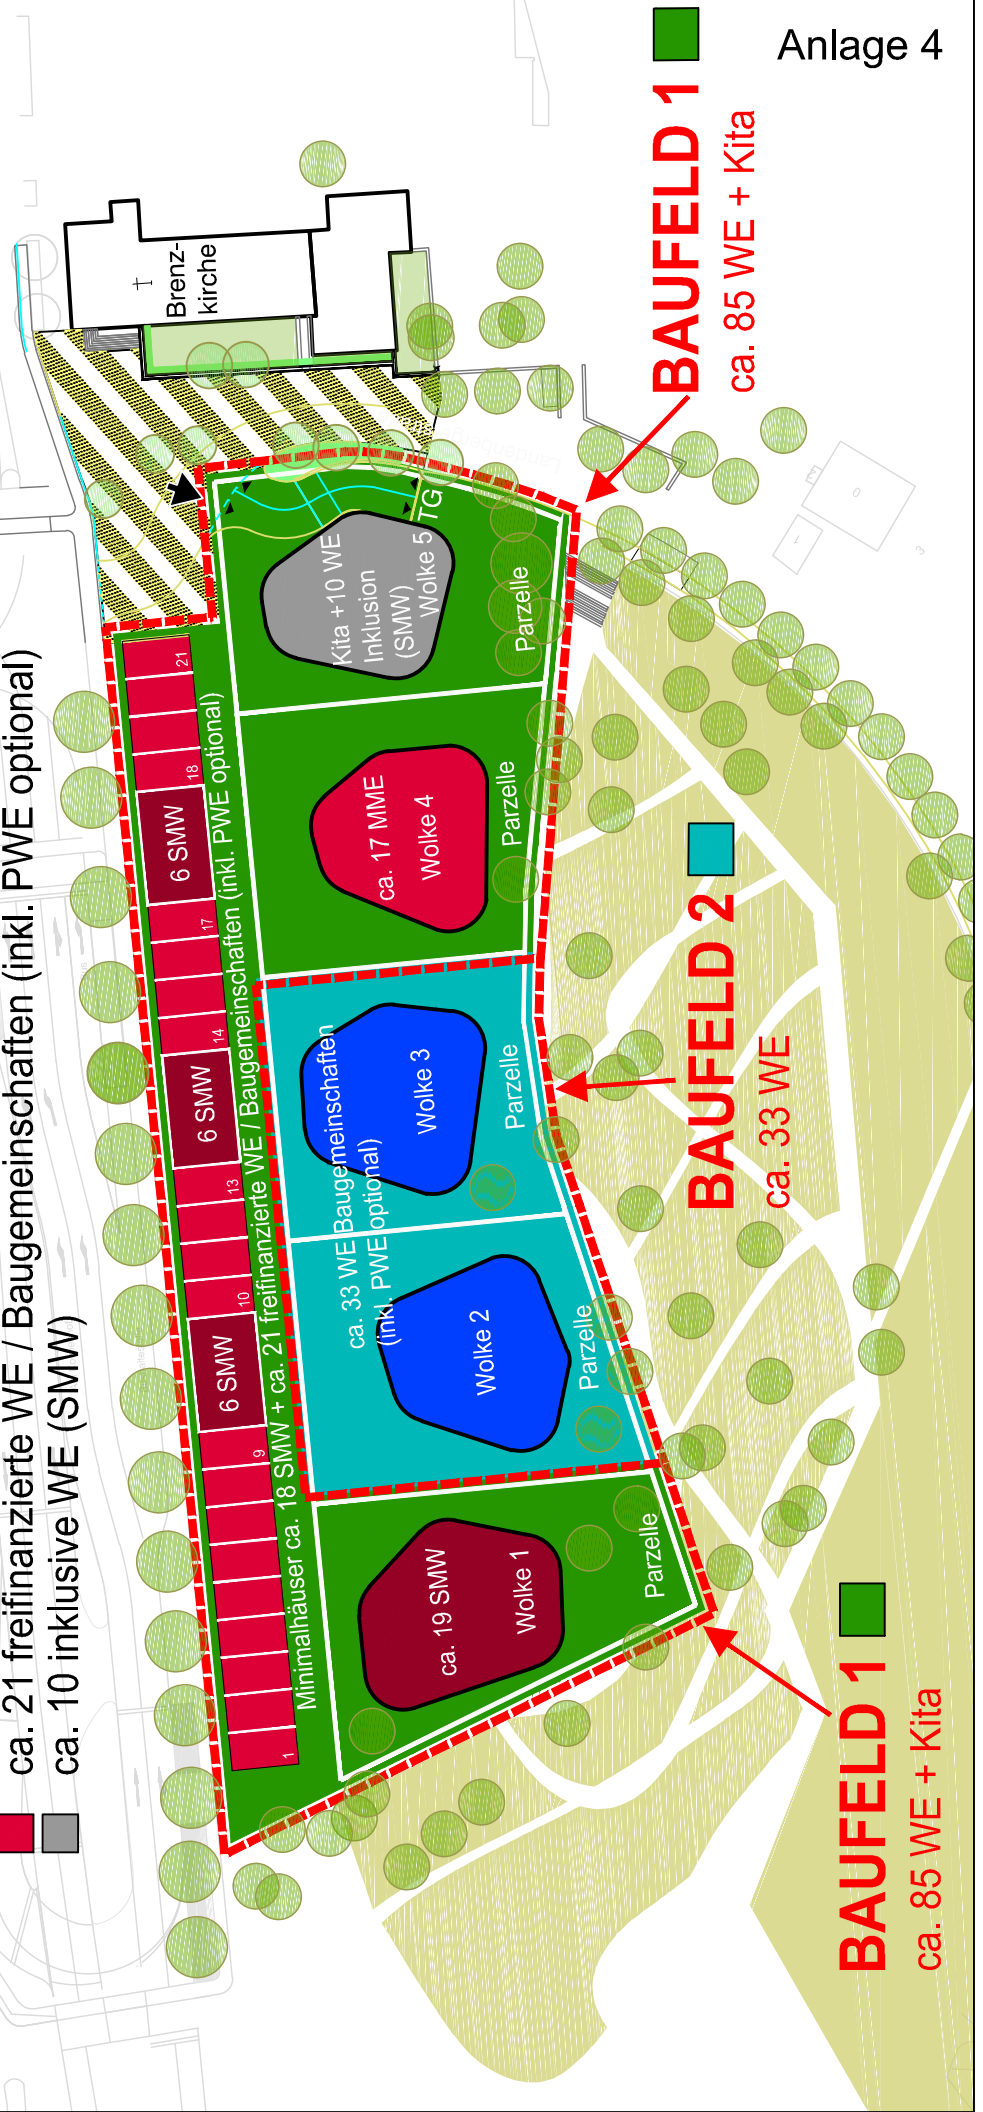 Anlage 4
ca. 21 freifinanzierte WE / Baugemeinschaften (inkl. PWE optional)
ca. 10 inklusive WE (SMW)
Brenz-
kirche
1
9
6 SMW
10
13
6 SMW
14
17
6 SMW
18
21
Minimalhäuser ca. 18 SMW + ca. 21 freifinanzierte WE / Baugemeinschaften (inkl. PWE optional)
ca. 19 SMW
Wolke 1
Parzelle
ca. 33 WE Baugemeinschaften
(inkl. PWE optional)
Wolke 2
Parzelle
Wolke 3
Parzelle
ca. 17 MME
Wolke 4
Parzelle
Kita +10 WE
Inklusion
(SMW)
Wolke 5
TG
Parzelle
BAUFELD 1
ca. 85 WE + Kita
BAUFELD 2
ca. 33 WE
BAUFELD 1
ca. 85 WE + Kita